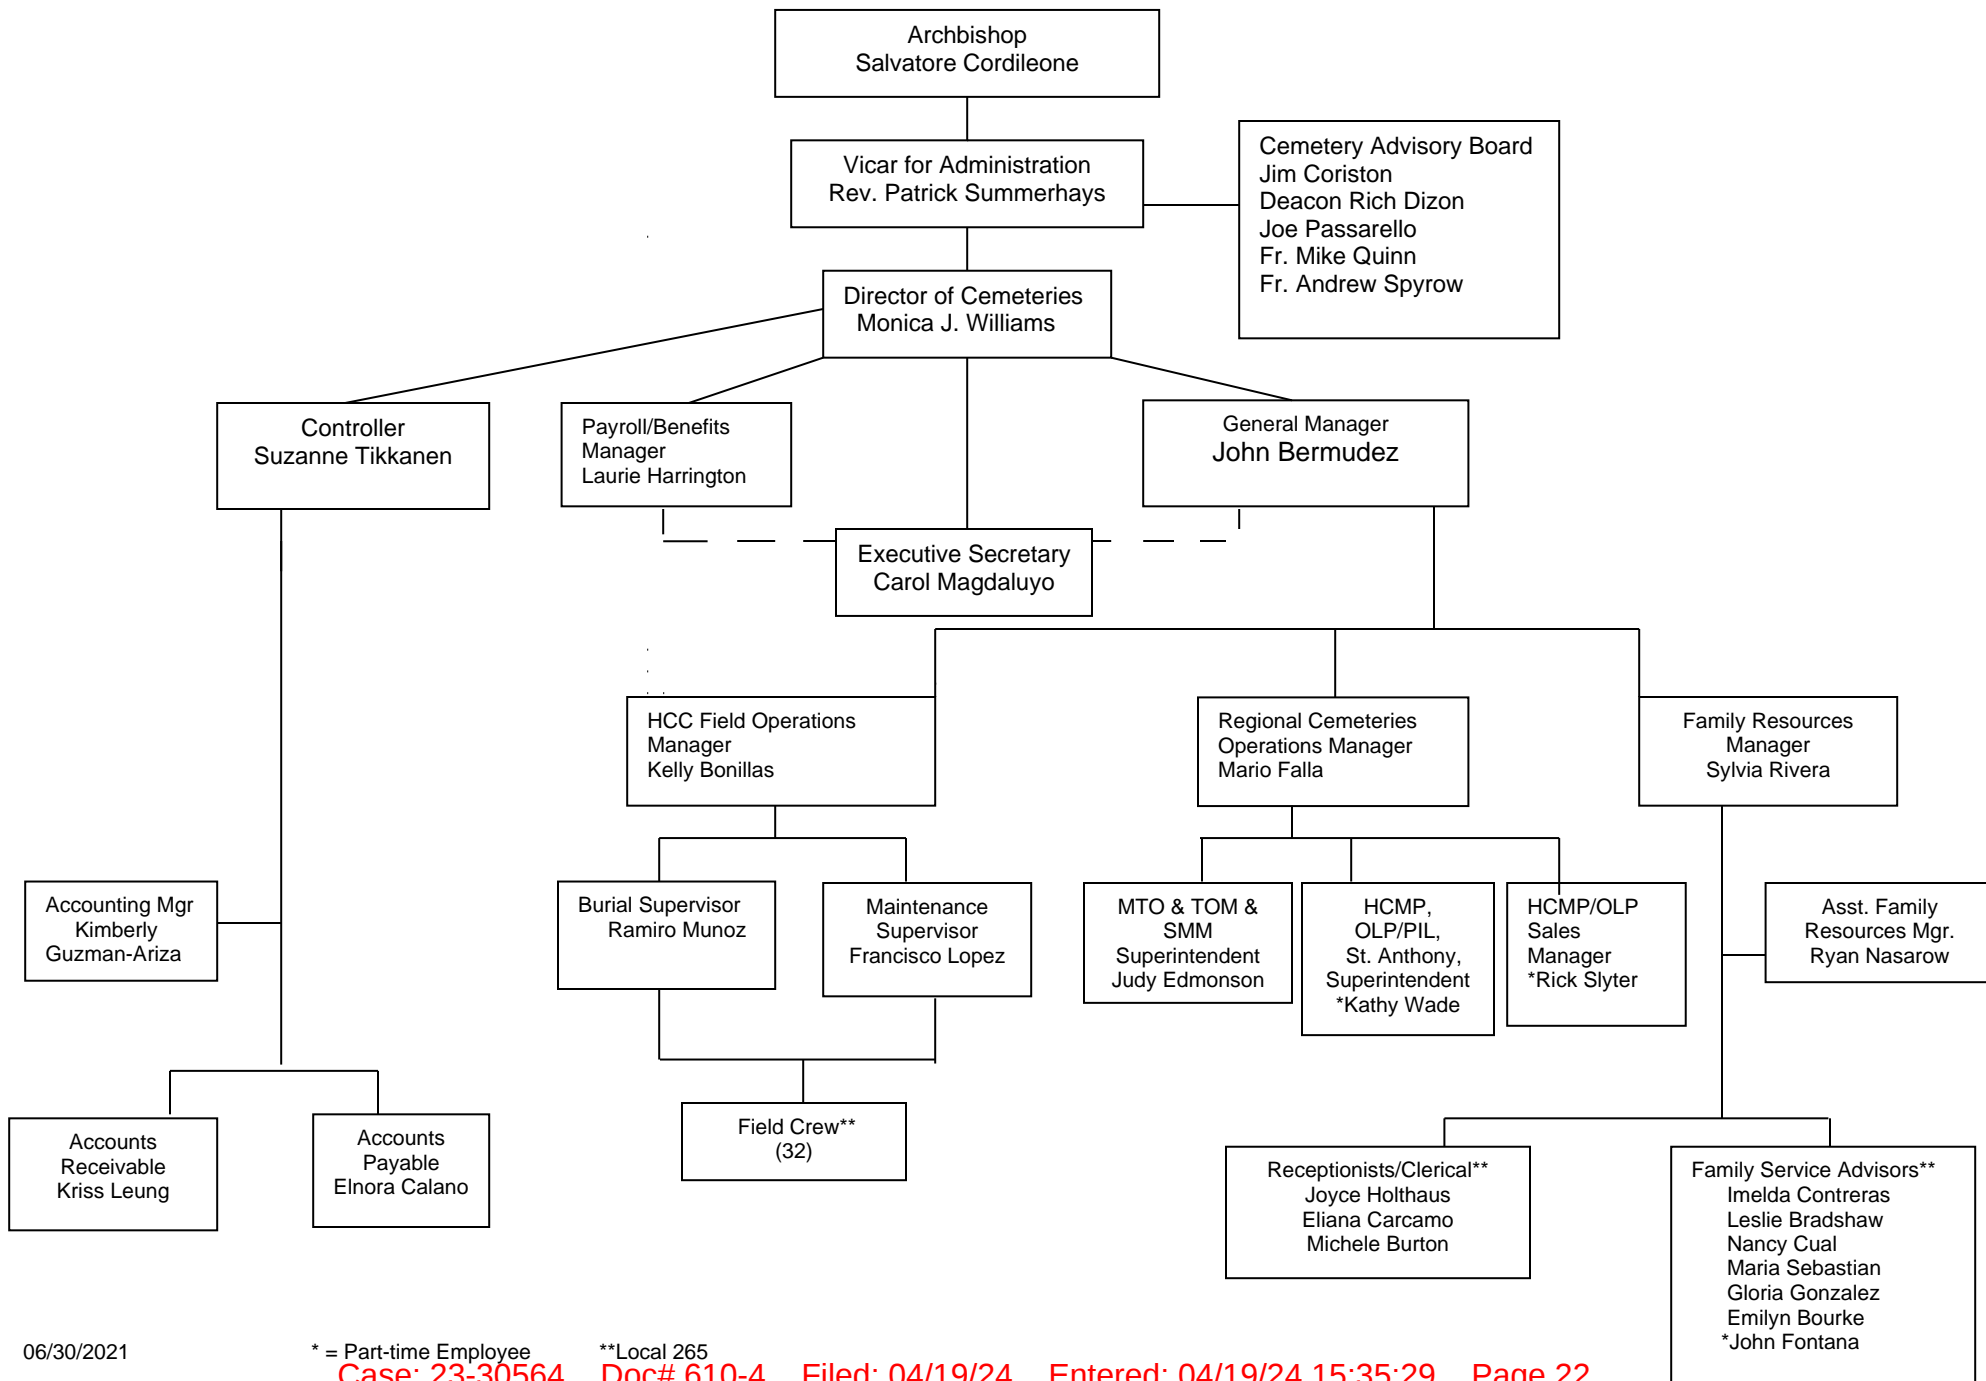 Archbishop
Salvatore Cordileone
Vicar for Administration
Rev. Patrick Summerhays
Cemetery Advisory Board
Jim Coriston
Deacon Rich Dizon
Joe Passarello
Fr. Mike Quinn
Fr. Andrew Spyrow
Director of Cemeteries
Monica J. Williams
Controller
Suzanne Tikkanen
Payroll/Benefits
Manager
Laurie Harrington
General Manager
John Bermudez
Executive Secretary
Carol Magdaluyo
HCC Field Operations
Manager
Kelly Bonillas
Regional Cemeteries
Operations Manager
Mario Falla
Family Resources
Manager
Sylvia Rivera
Accounting Mgr
Kimberly
Guzman-Ariza
Burial Supervisor
Ramiro Munoz
Maintenance
Supervisor
Francisco Lopez
MTO & TOM &
SMM
Superintendent
Judy Edmonson
HCMP,
OLP/PIL,
St. Anthony,
Superintendent
*Kathy Wade
HCMP/OLP
Sales
Manager
*Rick Slyter
Asst. Family
Resources Mgr.
Ryan Nasarow
Accounts
Receivable
Kriss Leung
Accounts
Payable
Elnora Calano
Field Crew**
(32)
Receptionists/Clerical**
Joyce Holthaus
Eliana Carcamo
Michele Burton
Family Service Advisors**
Imelda Contreras
Leslie Bradshaw
Nancy Cual
Maria Sebastian
Gloria Gonzalez
Emilyn Bourke
*John Fontana
06/30/2021 * = Part-time Employee **Local 265
Case: 23-30564 Doc# 610-4 Filed: 04/19/24 Entered: 04/19/24 15:35:29 Page 22